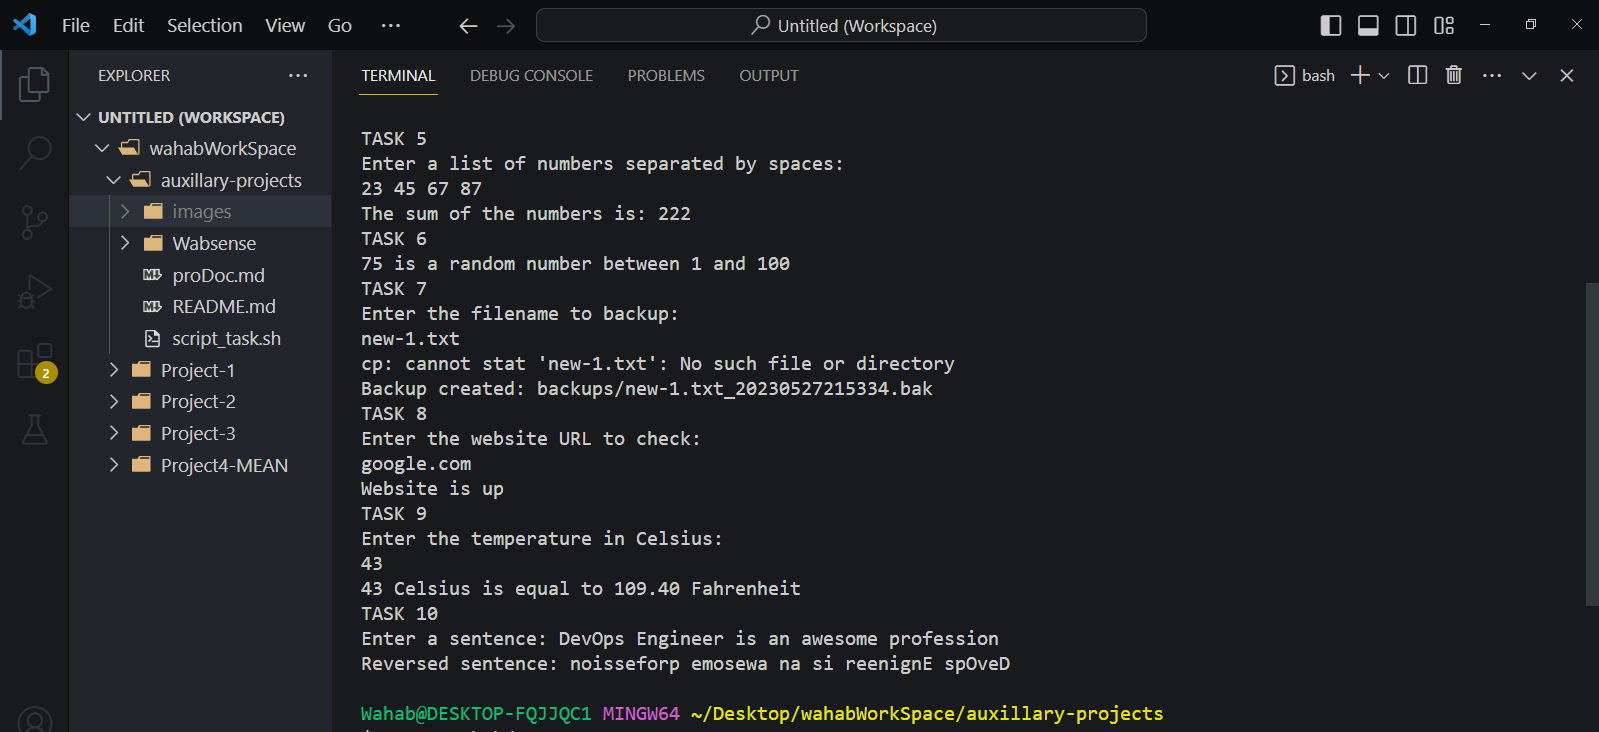 File Edit Selection View Go ···
Untitled (Workspace)
EXPLORER ···
UNTITLED (WORKSPACE)
wahabWorkSpace
auxillary-projects
images
Wabsense
proDoc.md
README.md
script_task.sh
Project-1
Project-2
Project-3
Project4-MEAN
2
TERMINAL DEBUG CONSOLE PROBLEMS OUTPUT
bash
TASK 5
Enter a list of numbers separated by spaces:
23 45 67 87
The sum of the numbers is: 222
TASK 6
75 is a random number between 1 and 100
TASK 7
Enter the filename to backup:
new-1.txt
cp: cannot stat 'new-1.txt': No such file or directory
Backup created: backups/new-1.txt_20230527215334.bak
TASK 8
Enter the website URL to check:
google.com
Website is up
TASK 9
Enter the temperature in Celsius:
43
43 Celsius is equal to 109.40 Fahrenheit
TASK 10
Enter a sentence: DevOps Engineer is an awesome profession
Reversed sentence: noisseforp emosewa na si reenignE spOveD
Wahab@DESKTOP-FQJJQC1 MINGW64 ~/Desktop/wahabWorkSpace/auxillary-projects